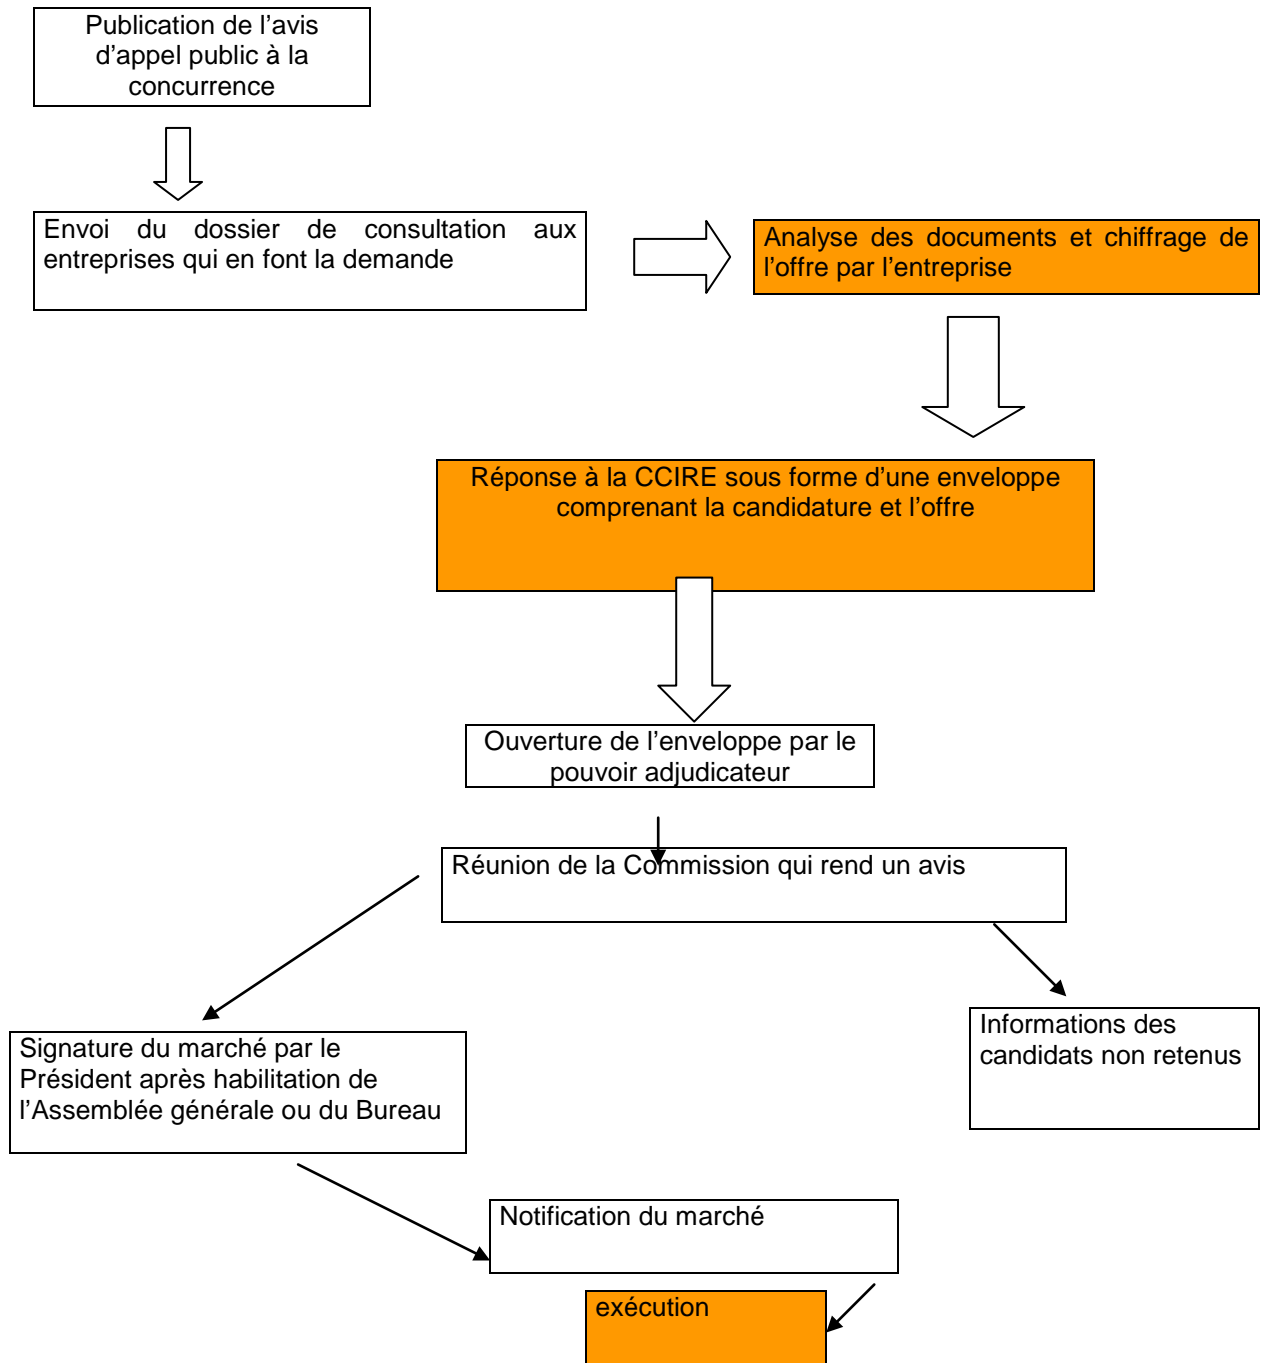 Publication de l’avis
d’appel public à la
concurrence
Envoi du dossier de consultation aux
entreprises qui en font la demande
Analyse des documents et chiffrage de
l’offre par l’entreprise
Réponse à la CCIRE sous forme d’une enveloppe
comprenant la candidature et l’offre
Ouverture de l’enveloppe par le
pouvoir adjudicateur
Réunion de la Commission qui rend un avis
Signature du marché par le
Président après habilitation de
l’Assemblée générale ou du Bureau
Informations des
candidats non retenus
Notification du marché
exécution